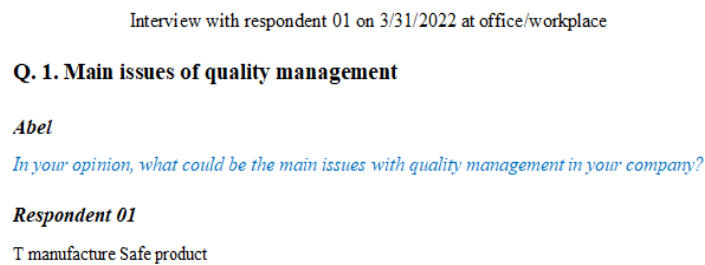 Interview with respondent 01 on 3/31/2022 at office/workplace
Q. 1. Main issues of quality management
Abel
In your opinion, what could be the main issues with quality management in your company?
Respondent 01
T manufacture Safe product